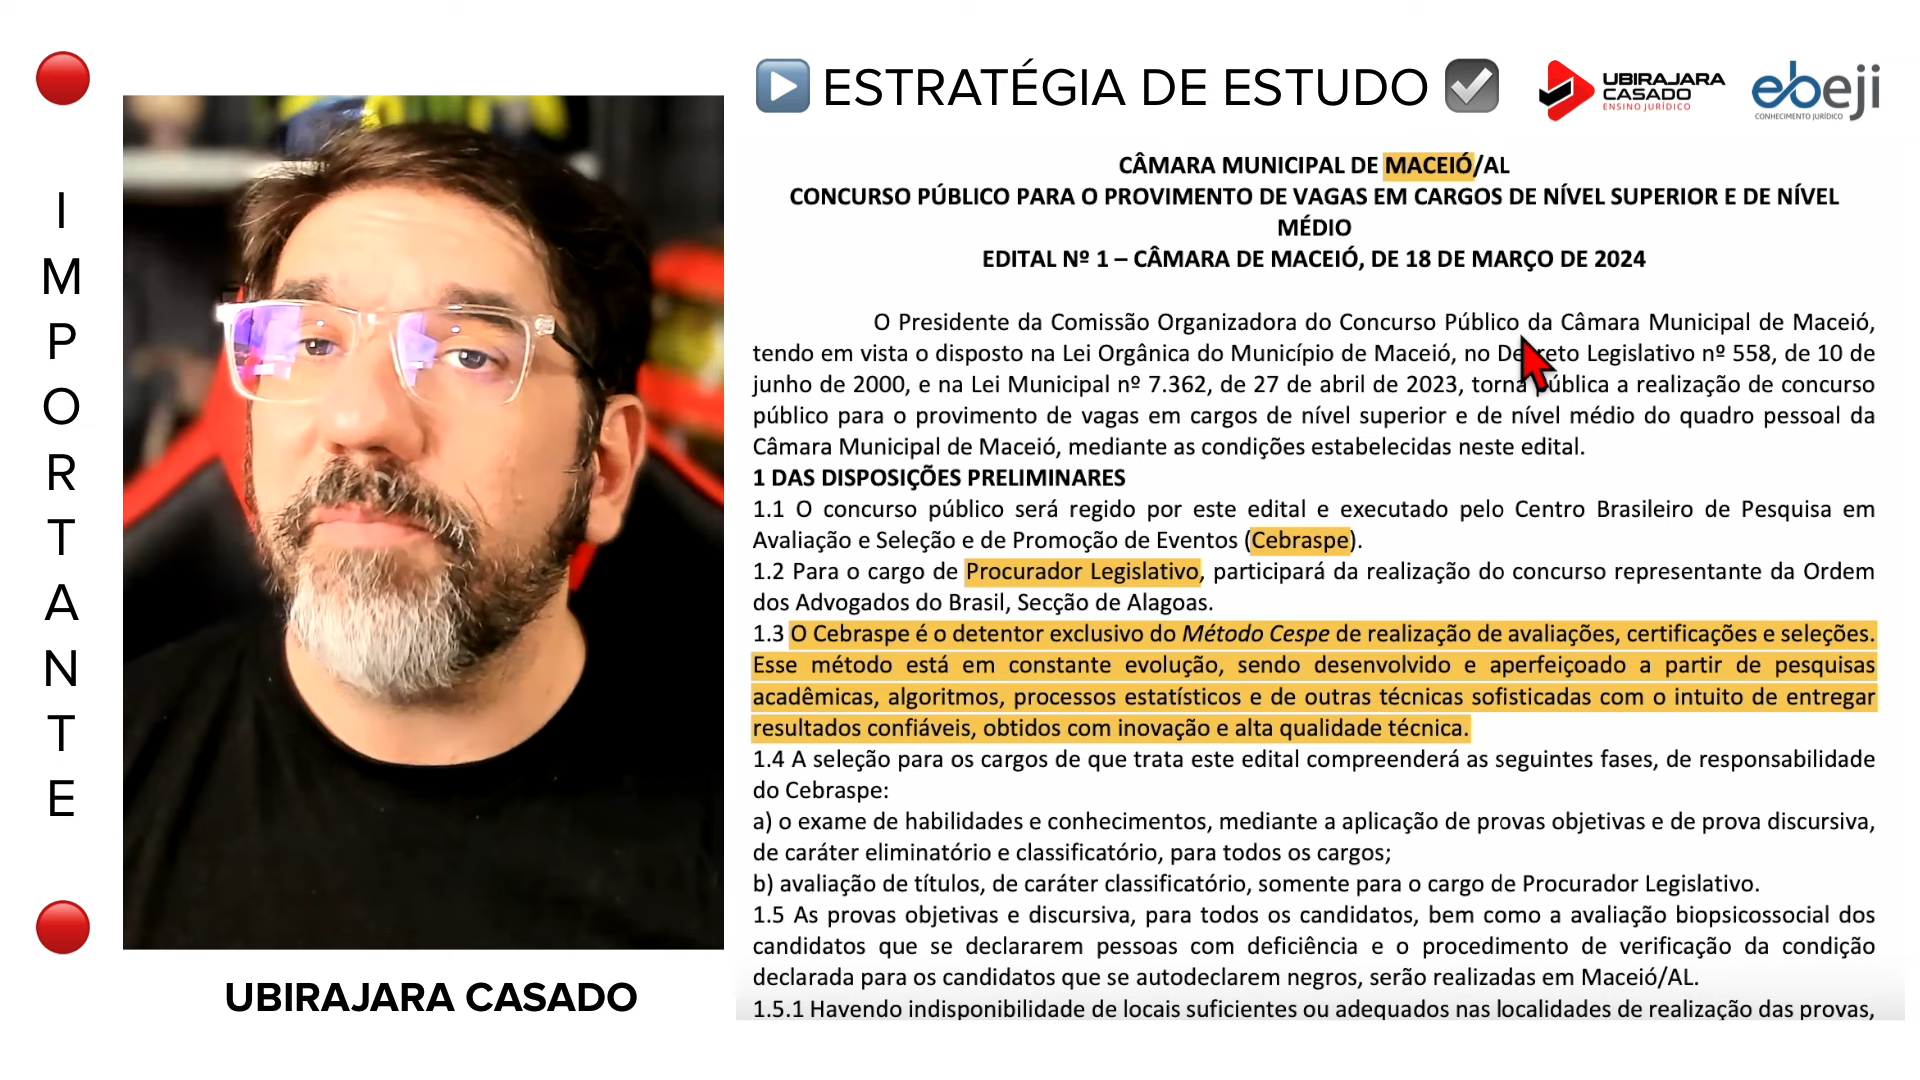 IMPORTANTE
UBIRAJARA CASADO
ESTRATÉGIA DE ESTUDO
UBIRAJARA
CASADO
ENSINO JURÍDICO
ebeji
CONHECIMENTO JURÍDICO
CÂMARA MUNICIPAL DE MACEIÓ/AL
CONCURSO PÚBLICO PARA O PROVIMENTO DE VAGAS EM CARGOS DE NÍVEL SUPERIOR E DE NÍVEL
MÉDIO
EDITAL Nº 1 – CÂMARA DE MACEIÓ, DE 18 DE MARÇO DE 2024
O Presidente da Comissão Organizadora do Concurso Público da Câmara Municipal de Maceió,
tendo em vista o disposto na Lei Orgânica do Município de Maceió, no Decreto Legislativo nº 558, de 10 de
junho de 2000, e na Lei Municipal nº 7.362, de 27 de abril de 2023, torna pública a realização de concurso
público para o provimento de vagas em cargos de nível superior e de nível médio do quadro pessoal da
Câmara Municipal de Maceió, mediante as condições estabelecidas neste edital.
1 DAS DISPOSIÇÕES PRELIMINARES
1.1 O concurso público será regido por este edital e executado pelo Centro Brasileiro de Pesquisa em
Avaliação e Seleção e de Promoção de Eventos (Cebraspe).
1.2 Para o cargo de Procurador Legislativo, participará da realização do concurso representante da Ordem
dos Advogados do Brasil, Secção de Alagoas.
1.3 O Cebraspe é o detentor exclusivo do Método Cespe de realização de avaliações, certificações e seleções.
Esse método está em constante evolução, sendo desenvolvido e aperfeiçoado a partir de pesquisas
acadêmicas, algoritmos, processos estatísticos e de outras técnicas sofisticadas com o intuito de entregar
resultados confiáveis, obtidos com inovação e alta qualidade técnica.
1.4 A seleção para os cargos de que trata este edital compreenderá as seguintes fases, de responsabilidade
do Cebraspe:
a) o exame de habilidades e conhecimentos, mediante a aplicação de provas objetivas e de prova discursiva,
de caráter eliminatório e classificatório, para todos os cargos;
b) avaliação de títulos, de caráter classificatório, somente para o cargo de Procurador Legislativo.
1.5 As provas objetivas e discursiva, para todos os candidatos, bem como a avaliação biopsicossocial dos
candidatos que se declararem pessoas com deficiência e o procedimento de verificação da condição
declarada para os candidatos que se autodeclarem negros, serão realizadas em Maceió/AL.
1.5.1 Havendo indisponibilidade de locais suficientes ou adequados nas localidades de realização das provas,